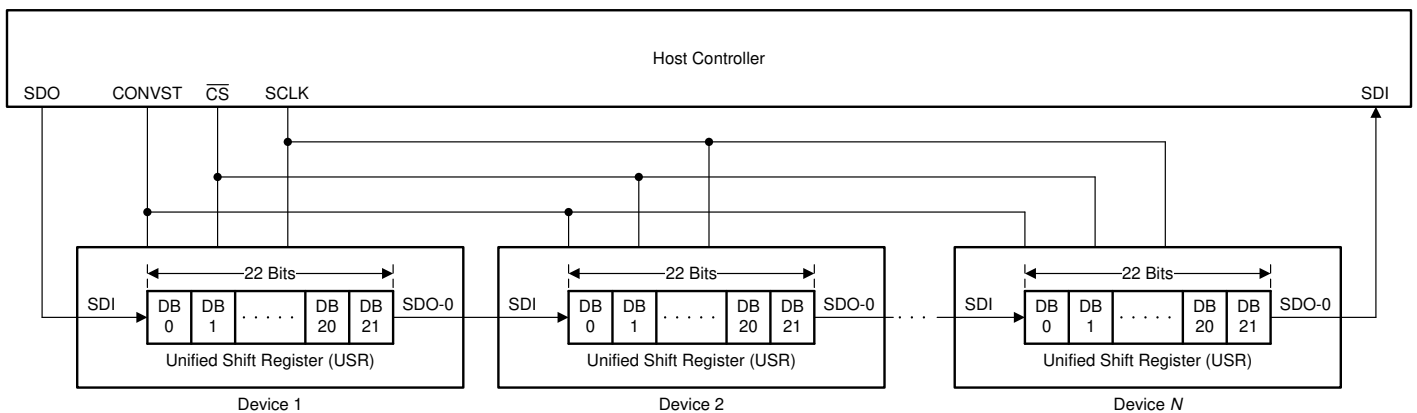 Host Controller
SDO CONVST CS SCLK SDI
22 Bits 22 Bits 22 Bits
SDI DB 0 DB 1 · · · · · DB 20 DB 21 SDO-0 SDI DB 0 DB 1 · · · · · DB 20 DB 21 SDO-0 · · · · SDI DB 0 DB 1 · · · · · DB 20 DB 21 SDO-0
Unified Shift Register (USR) Unified Shift Register (USR) Unified Shift Register (USR)
Device 1 Device 2 Device N